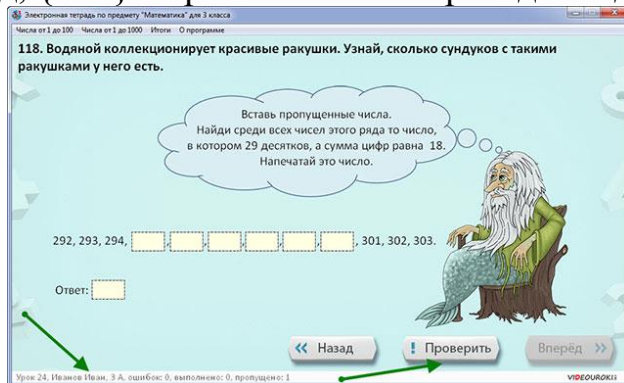 Электронная тетрадь по предмету "Математика" для 3 класса
Числа от 1 до 100 Числа от 1 до 1000 Итоги О программе
118. Водяной коллекционирует красивые ракушки. Узнай, сколько сундуков с такими
ракушками у него есть.
Вставь пропущенные числа.
Найди среди всех чисел этого ряда то число,
в котором 29 десятков, а сумма цифр равна 18.
Напечатай это число.
292, 293, 294, , , , , , , 301, 302, 303.
Ответ:
Назад
! Проверить
Вперёд
Урок 24, Иванов Иван, 3 А, ошибок: 0, выполнено: 0, пропущено: 1
VIDEOUROKI